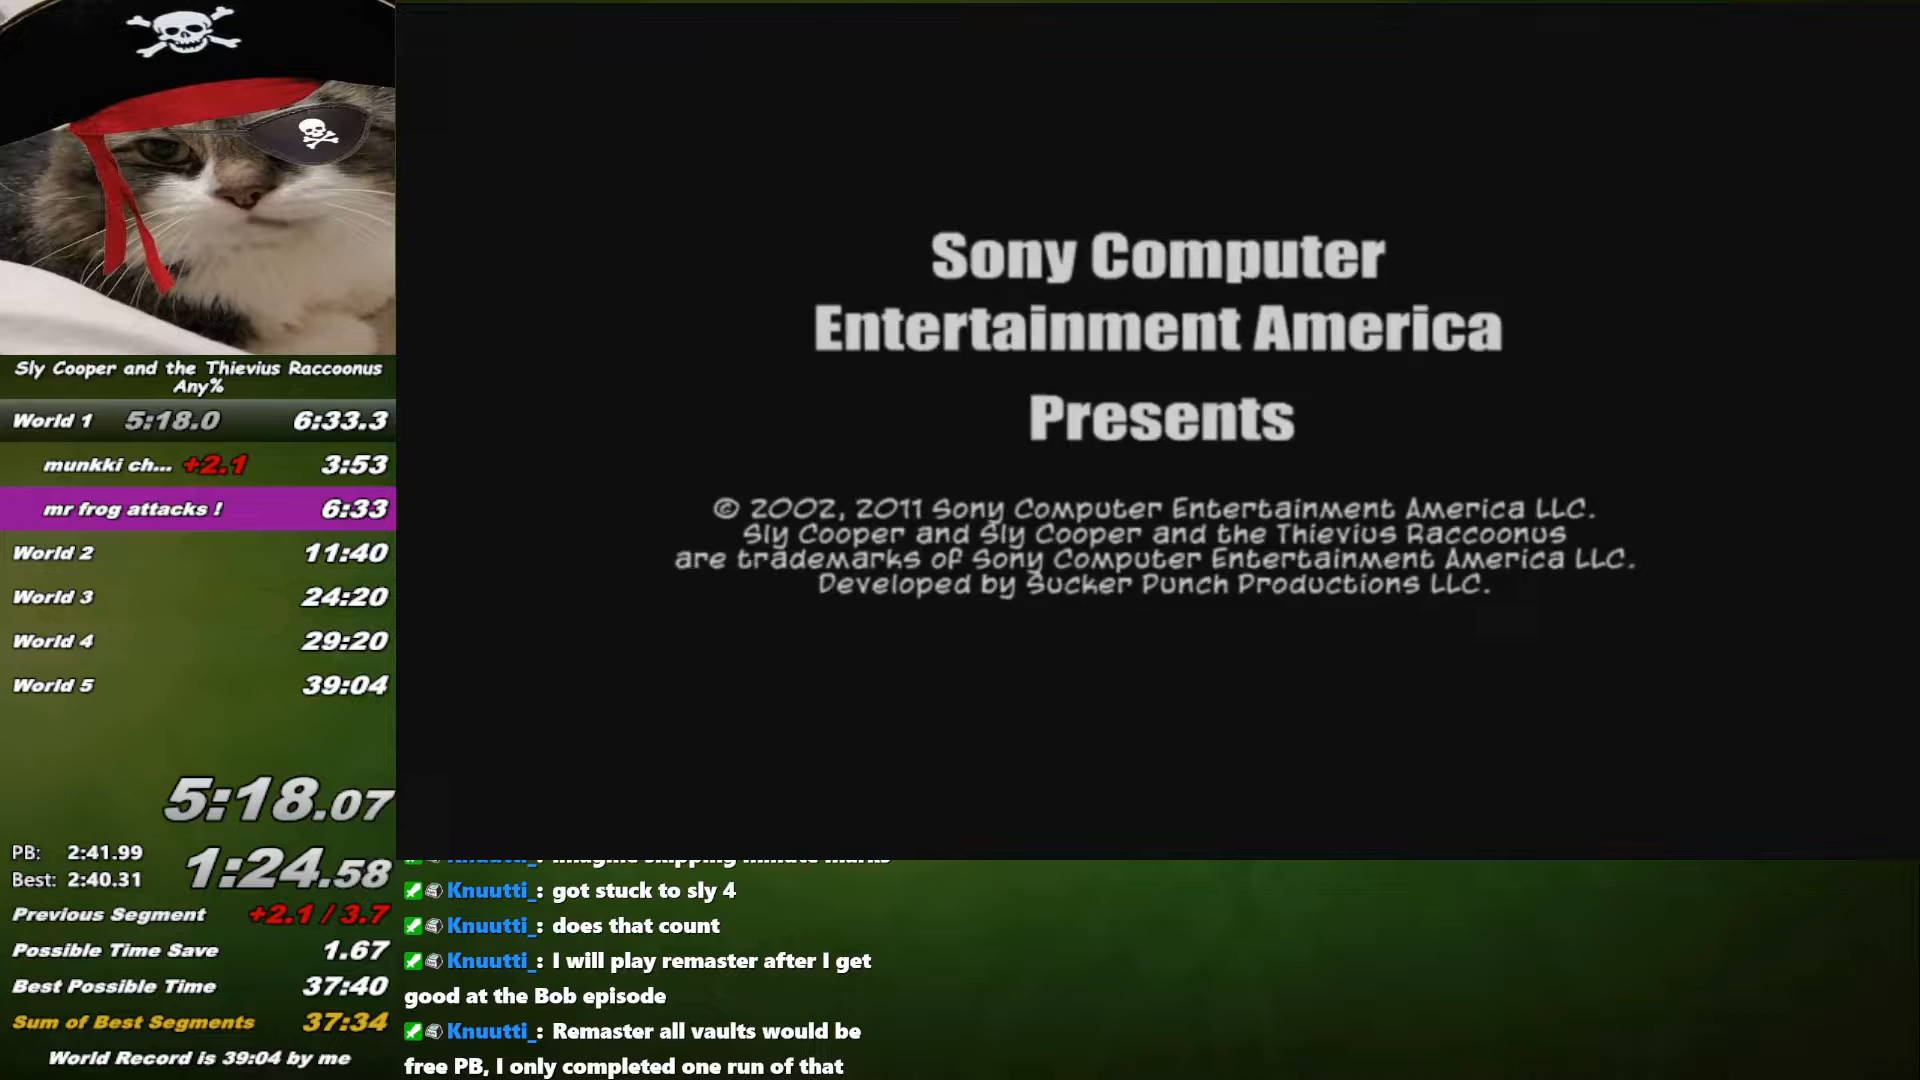 Sony Computer
Entertainment America
Presents
© 2002, 2011 Sony Computer Entertainment America LLC.
Sly Cooper and Sly Cooper and the Thievius Raccoonus
are trademarks of Sony Computer Entertainment America LLC.
Developed by Sucker Punch Productions LLC.
Sly Cooper and the Thievius Raccoonus
Any%
World 1 5:18.0 6:33.3
munkki ch... +2.1 3:53
mr frog attacks ! 6:33
World 2 11:40
World 3 24:20
World 4 29:20
World 5 39:04
5:18.07
PB: 2:41.99
Best: 2:40.31
1:24.58
Previous Segment +2.1 / 3.7
Possible Time Save 1.67
Best Possible Time 37:40
Sum of Best Segments 37:34
World Record is 39:04 by me
Knuutti_: imagine skipping minute marks
Knuutti_: got stuck to sly 4
Knuutti_: does that count
Knuutti_: I will play remaster after I get
good at the Bob episode
Knuutti_: Remaster all vaults would be
free PB, I only completed one run of that